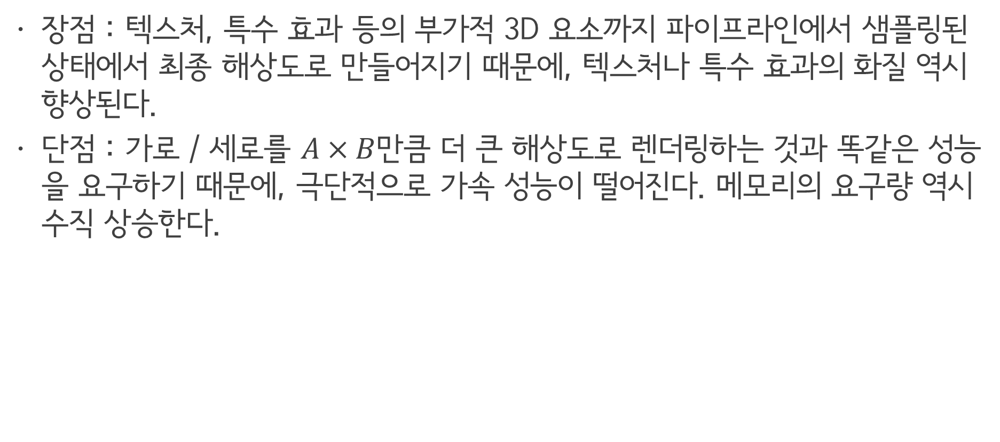 • 장점 : 텍스처, 특수 효과 등의 부가적 3D 요소까지 파이프라인에서 샘플링된
상태에서 최종 해상도로 만들어지기 때문에, 텍스처나 특수 효과의 화질 역시
향상된다.
• 단점 : 가로 / 세로를 A × B만큼 더 큰 해상도로 렌더링하는 것과 똑같은 성능
을 요구하기 때문에, 극단적으로 가속 성능이 떨어진다. 메모리의 요구량 역시
수직 상승한다.